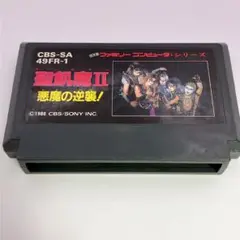 CBS-SA
49FR-1
ファミリー コンピュータ・シリーズ
聖飢魔II
悪魔の逆襲!
©1986 CBS/SONY INC